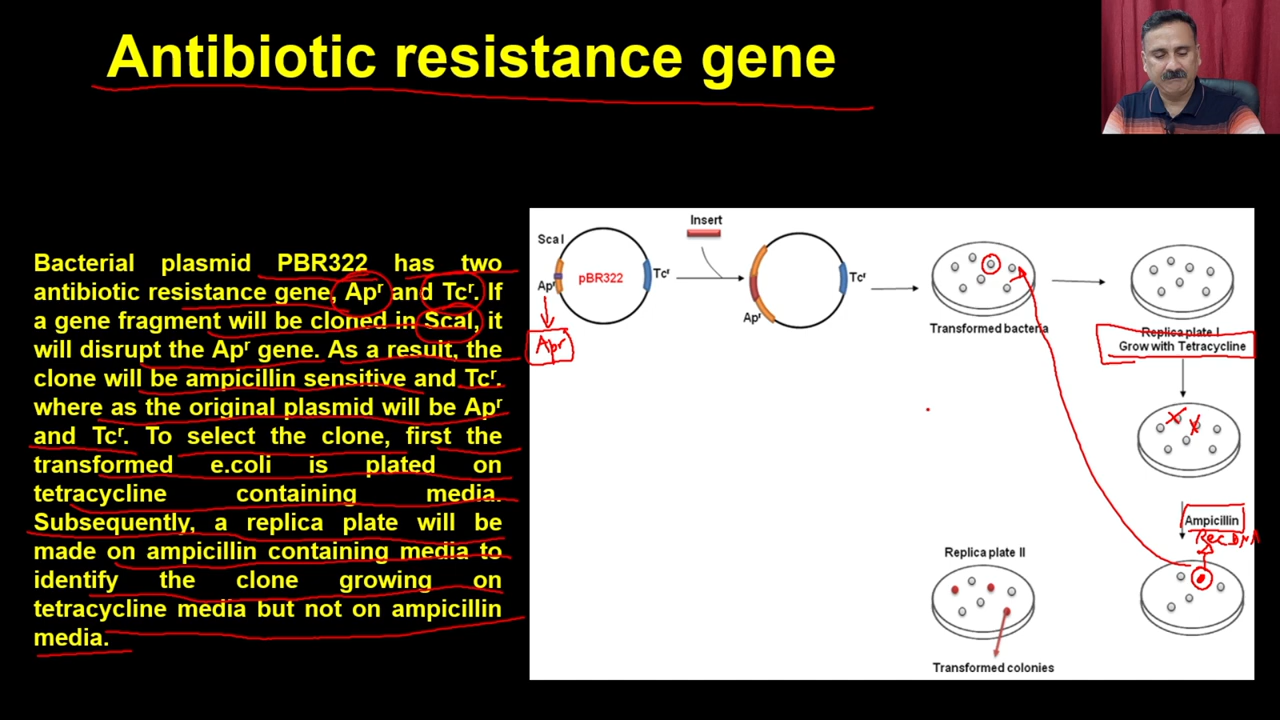 Antibiotic resistance gene
Bacterial plasmid PBR322 has two
antibiotic resistance gene, Apʳ and Tcʳ. If
a gene fragment will be cloned in ScaI, it
will disrupt the Apʳ gene. As a result, the
clone will be ampicillin sensitive and Tcʳ.
where as the original plasmid will be Apʳ
and Tcʳ. To select the clone, first the
transformed e.coli is plated on
tetracycline containing media.
Subsequently, a replica plate will be
made on ampicillin containing media to
identify the clone growing on
tetracycline media but not on ampicillin
media.
Insert
Sca I
Apʳ
pBR322
Tcʳ
Apr
Apʳ
Tcʳ
Transformed bacteria
Replica plate I
Grow with Tetracycline
Ampicillin
Rec DNA
Replica plate II
Transformed colonies